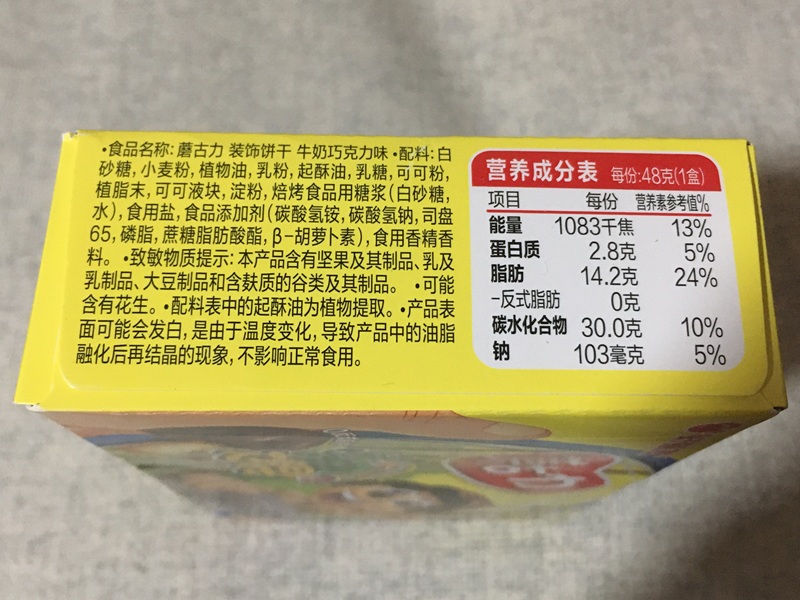 •食品名称: 蘑古力 装饰饼干 牛奶巧克力味 •配料: 白
砂糖, 小麦粉, 植物油, 乳粉, 起酥油, 乳糖, 可可粉,
植脂末, 可可液块, 淀粉, 焙烤食品用糖浆 (白砂糖,
水), 食用盐, 食品添加剂 (碳酸氢铵, 碳酸氢钠, 司盘
65, 磷脂, 蔗糖脂肪酸酯, β-胡萝卜素), 食用香精香
料。 •致敏物质提示: 本产品含有坚果及其制品、乳及
乳制品、大豆制品和含麸质的谷类及其制品。 •可能
含有花生。•配料表中的起酥油为植物提取。•产品表
面可能会发白, 是由于温度变化, 导致产品中的油脂
融化后再结晶的现象, 不影响正常食用。
营养成分表 每份:48克(1盒)
项目 每份 营养素参考值%
能量 1083千焦 13%
蛋白质 2.8克 5%
脂肪 14.2克 24%
-反式脂肪 0克
碳水化合物 30.0克 10%
钠 103毫克 5%